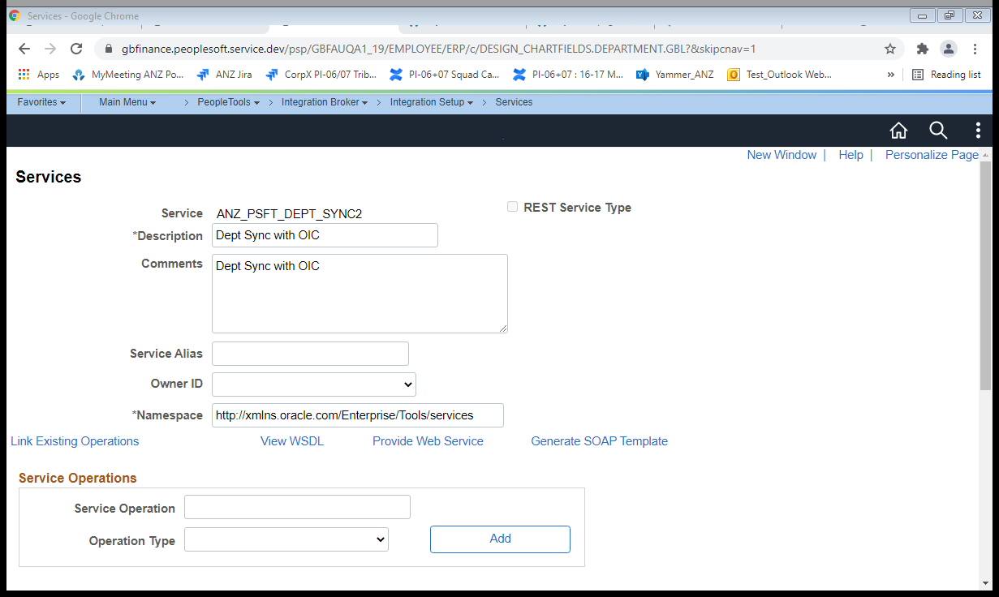 Services - Google Chrome
gbfinance.peoplesoft.service.dev/psp/GBFAUQA1_19/EMPLOYEE/ERP/c/DESIGN_CHARTFIELDS.DEPARTMENT.GBL?&skipcnav=1
Apps MyMeeting ANZ Po... ANZ Jira CorpX PI-06/07 Trib... PI-06+07 Squad Ca... PI-06+07 : 16-17 M... Yammer_ANZ Test_Outlook Web... » Reading list
Favorites Main Menu > PeopleTools > Integration Broker > Integration Setup > Services
New Window | Help | Personalize Page
Services
Service ANZ_PSFT_DEPT_SYNC2 REST Service Type
*Description Dept Sync with OIC
Comments Dept Sync with OIC
Service Alias
Owner ID
*Namespace http://xmlns.oracle.com/Enterprise/Tools/services
Link Existing Operations View WSDL Provide Web Service Generate SOAP Template
Service Operations
Service Operation
Operation Type Add